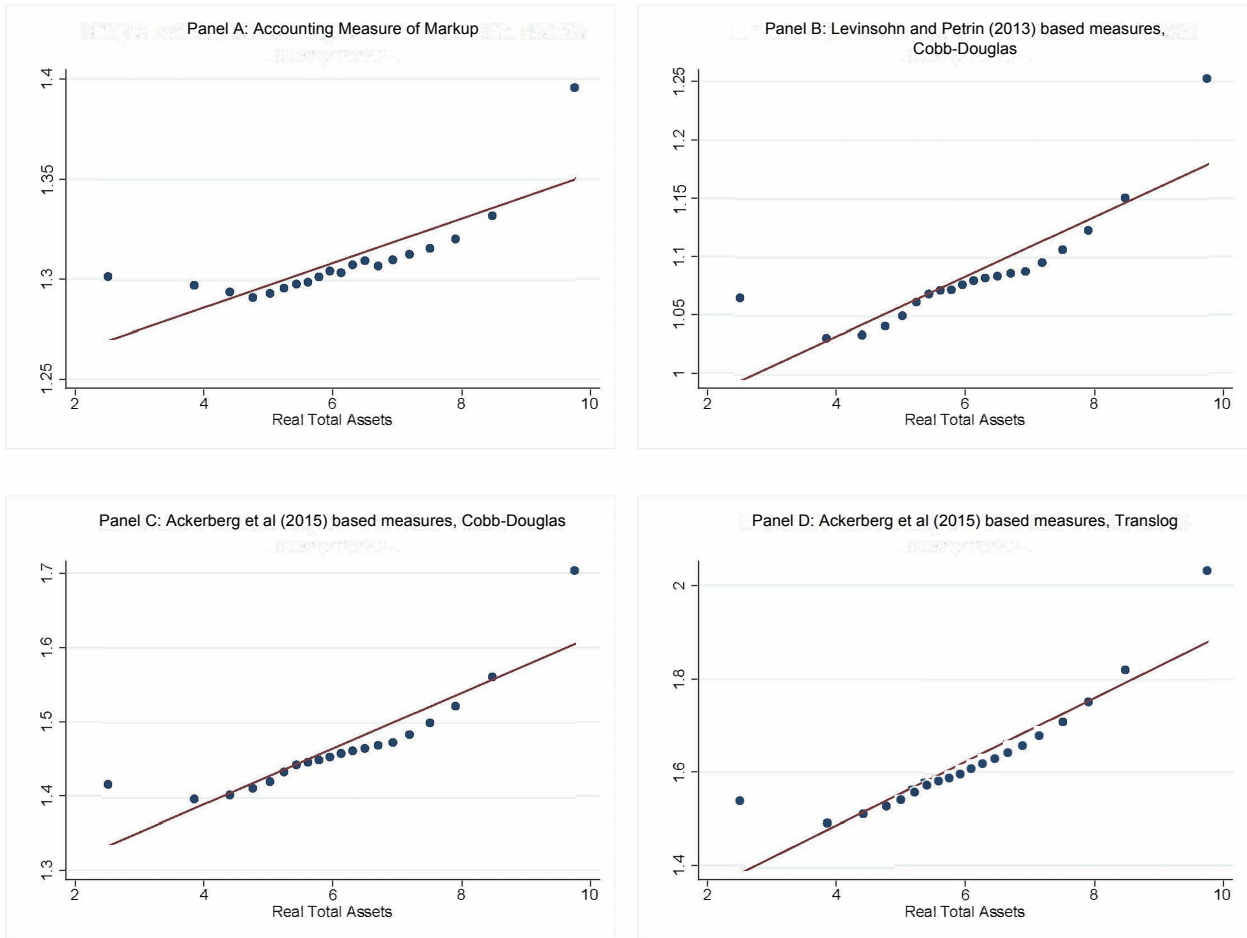 Panel A: Accounting Measure of Markup
1.4
1.35
1.3
1.25
2 4 6 8 10
Real Total Assets
Panel B: Levinsohn and Petrin (2013) based measures,
Cobb-Douglas
1.25
1.2
1.15
1.1
1.05
1
2 4 6 8 10
Real Total Assets
Panel C: Ackerberg et al (2015) based measures, Cobb-Douglas
1.7
1.6
1.5
1.4
1.3
2 4 6 8 10
Real Total Assets
Panel D: Ackerberg et al (2015) based measures, Translog
2
1.8
1.6
1.4
2 4 6 8 10
Real Total Assets